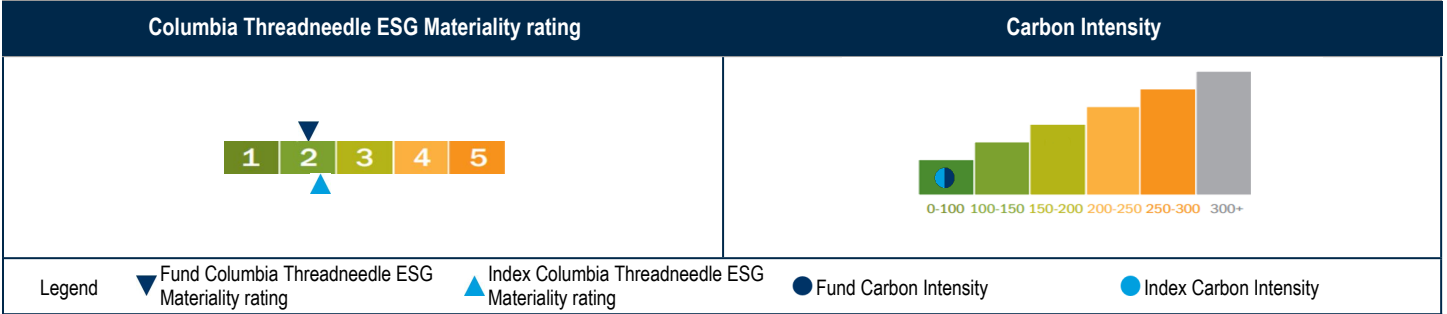 Columbia Threadneedle ESG Materiality rating
Carbon Intensity
1 2 3 4 5
0-100 100-150 150-200 200-250 250-300 300+
Legend
Fund Columbia Threadneedle ESG
Materiality rating
Index Columbia Threadneedle ESG
Materiality rating
Fund Carbon Intensity
Index Carbon Intensity